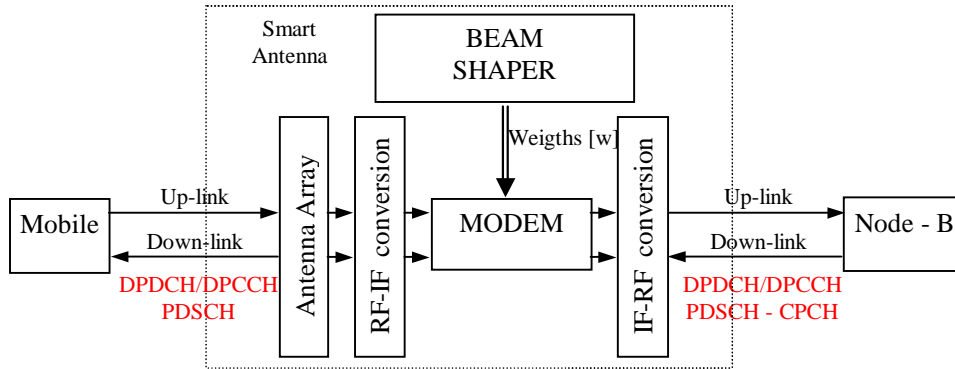 Smart
Antenna
BEAM
SHAPER
Weigths [w]
Mobile
Up-link
Down-link
DPDCH/DPCCH
PDSCH
Antenna Array
RF-IF conversion
MODEM
IF-RF conversion
Up-link
Down-link
DPDCH/DPCCH
PDSCH - CPCH
Node - B